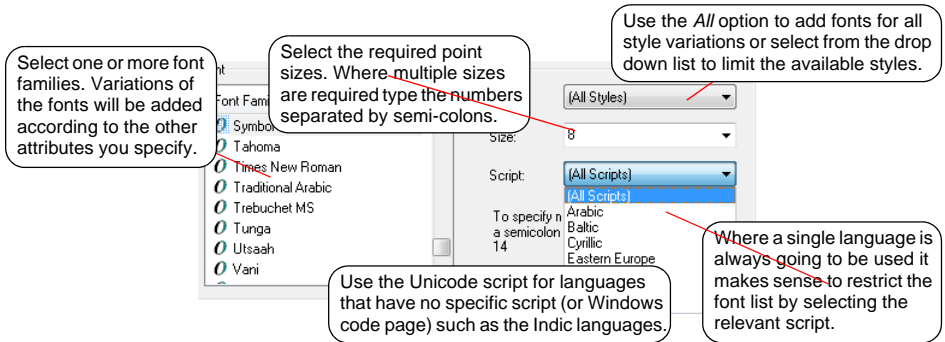 Use the All option to add fonts for all
style variations or select from the drop
down list to limit the available styles.
Select the required point
sizes. Where multiple sizes
are required type the numbers
separated by semi-colons.
Select one or more font
families. Variations of
the fonts will be added
according to the other
attributes you specify.
Font Fami
Symbol
Tahoma
Times New Roman
Traditional Arabic
Trebuchet MS
Tunga
Utsaah
Vani
(All Styles)
Size:
8
Script:
(All Scripts)
(All Scripts)
Arabic
Baltic
Cyrillic
Eastern Europe
To specify
a semicolon
14
Use the Unicode script for languages
that have no specific script (or Windows
code page) such as the Indic languages.
Where a single language is
always going to be used it
makes sense to restrict the
font list by selecting the
relevant script.